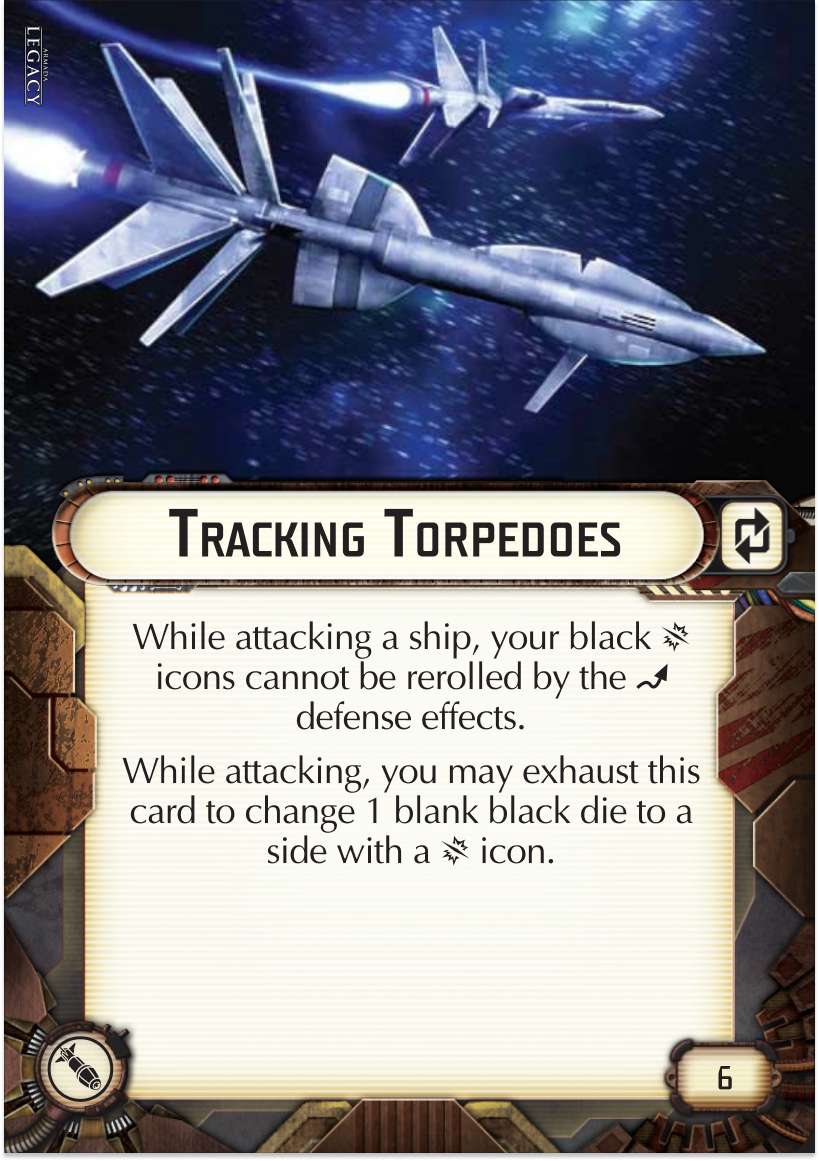 ARMADA
LEGACY
TRACKING TORPEDOES
While attacking a ship, your black
icons cannot be rerolled by the
defense effects.
While attacking, you may exhaust this
card to change 1 blank black die to a
side with a icon.
6